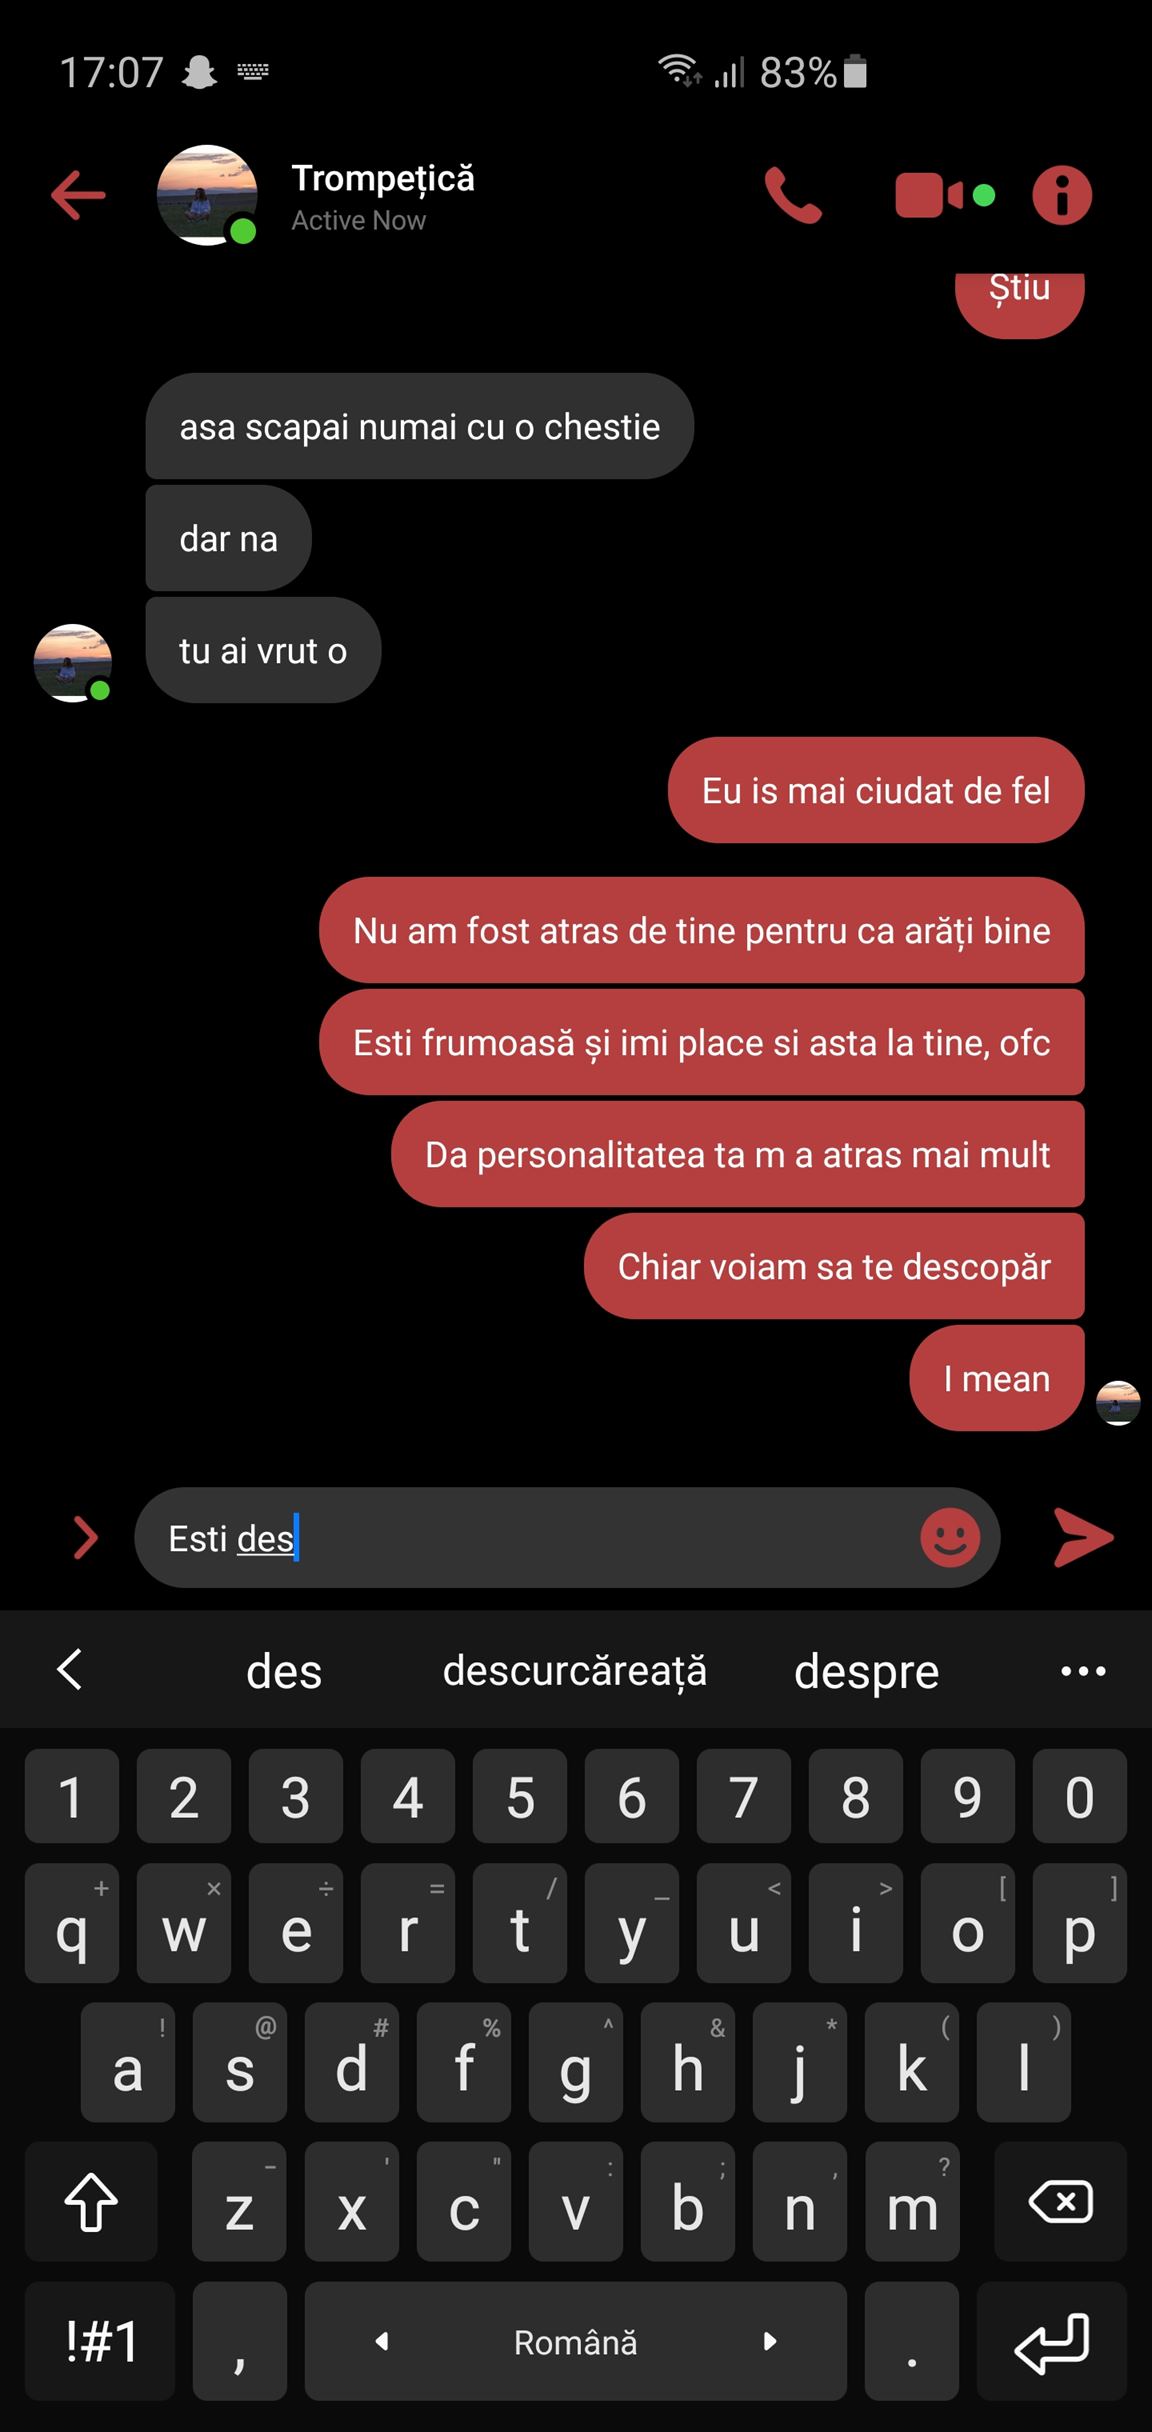 17:07
83%
Trompețică
Active Now
Știu
asa scapai numai cu o chestie
dar na
tu ai vrut o
Eu is mai ciudat de fel
Nu am fost atras de tine pentru ca arăți bine
Esti frumoasă și imi place si asta la tine, ofc
Da personalitatea ta m a atras mai mult
Chiar voiam sa te descopăr
I mean
Esti des
des descurcăreață despre •••
1 2 3 4 5 6 7 8 9 0
+ × ÷ = / _ < > [ ]
q w e r t y u i o p
! @ # % ^ & * ( )
a s d f g h j k l
- ' " : ; , ?
z x c v b n m
!#1 , Română .